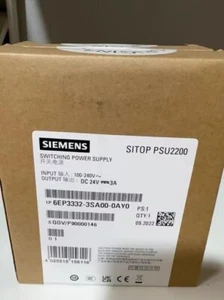 SIEMENS
SITOP PSU2200
SWITCHING POWER SUPPLY
开关电源
INPUT 输入: 100-240V~
OUTPUT 输出: DC 24V 3A
1P 6EP3332-3SA00-0AY0
PS:1
QTY:1
09.2022